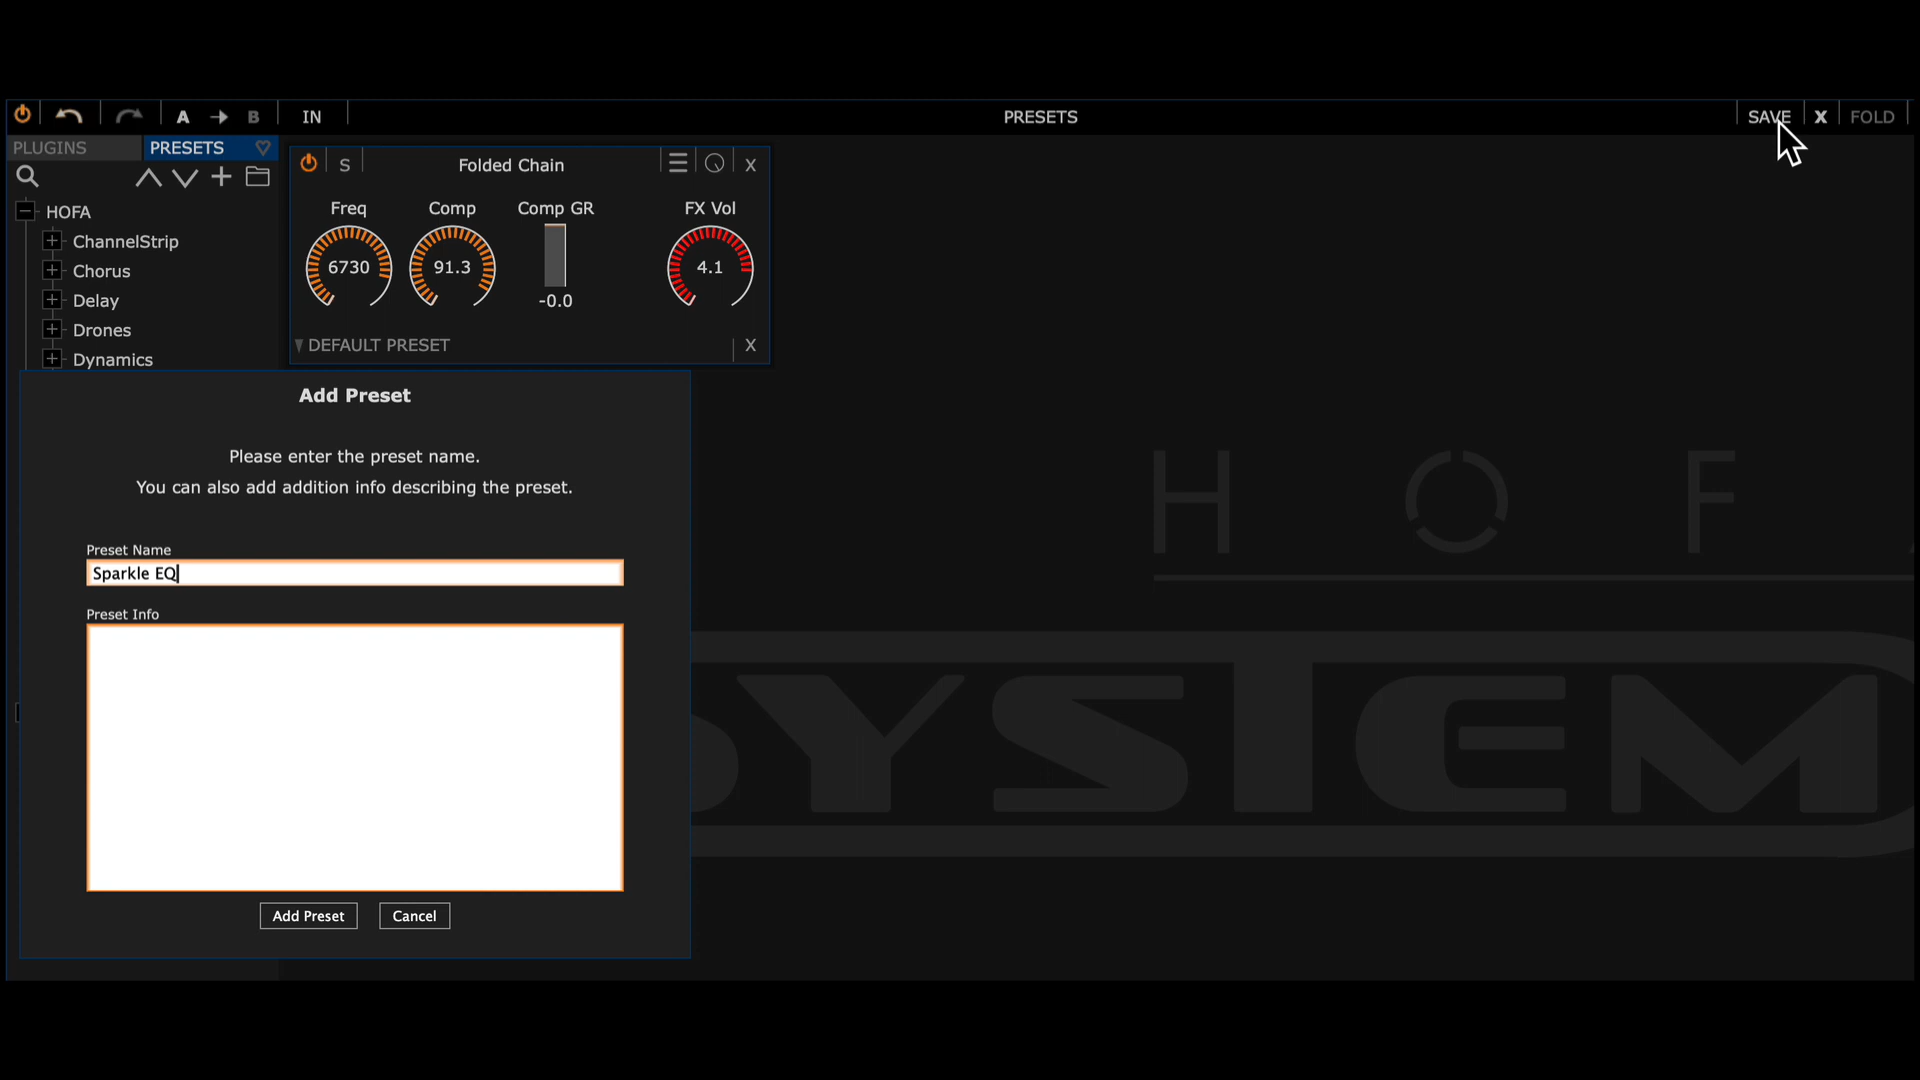 A B IN PRESETS SAVE X FOLD
PLUGINS PRESETS
HOFA
ChannelStrip
Chorus
Delay
Drones
Dynamics
S Folded Chain X
Freq Comp Comp GR FX Vol
6730 91.3 4.1
-0.0
DEFAULT PRESET X
Add Preset
Please enter the preset name.
You can also add addition info describing the preset.
Preset Name
Sparkle EQ
Preset Info
Add Preset Cancel
H O F
SYSTEM